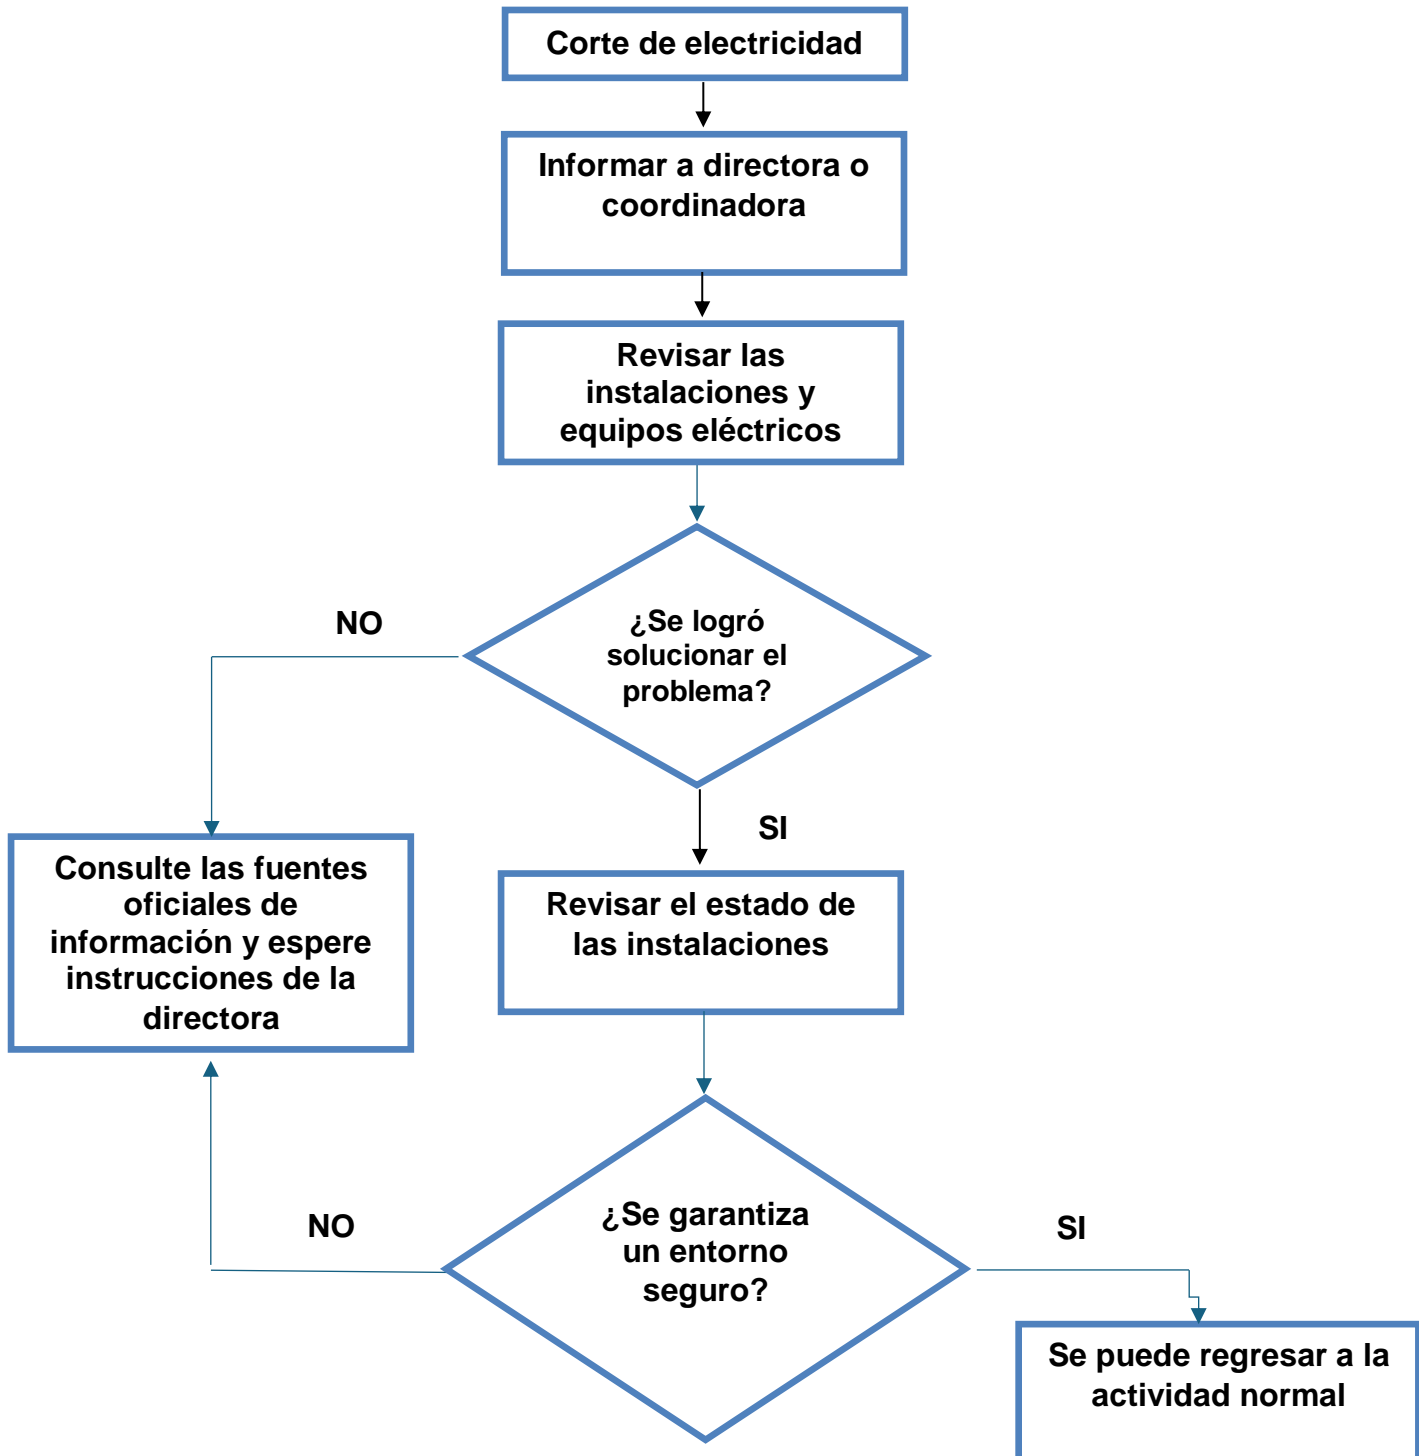 Corte de electricidad
Informar a directora o
coordinadora
Revisar las
instalaciones y
equipos eléctricos
¿Se logró
solucionar el
problema?
NO
SI
Consulte las fuentes
oficiales de
información y espere
instrucciones de la
directora
Revisar el estado de
las instalaciones
¿Se garantiza
un entorno
seguro?
NO
SI
Se puede regresar a la
actividad normal